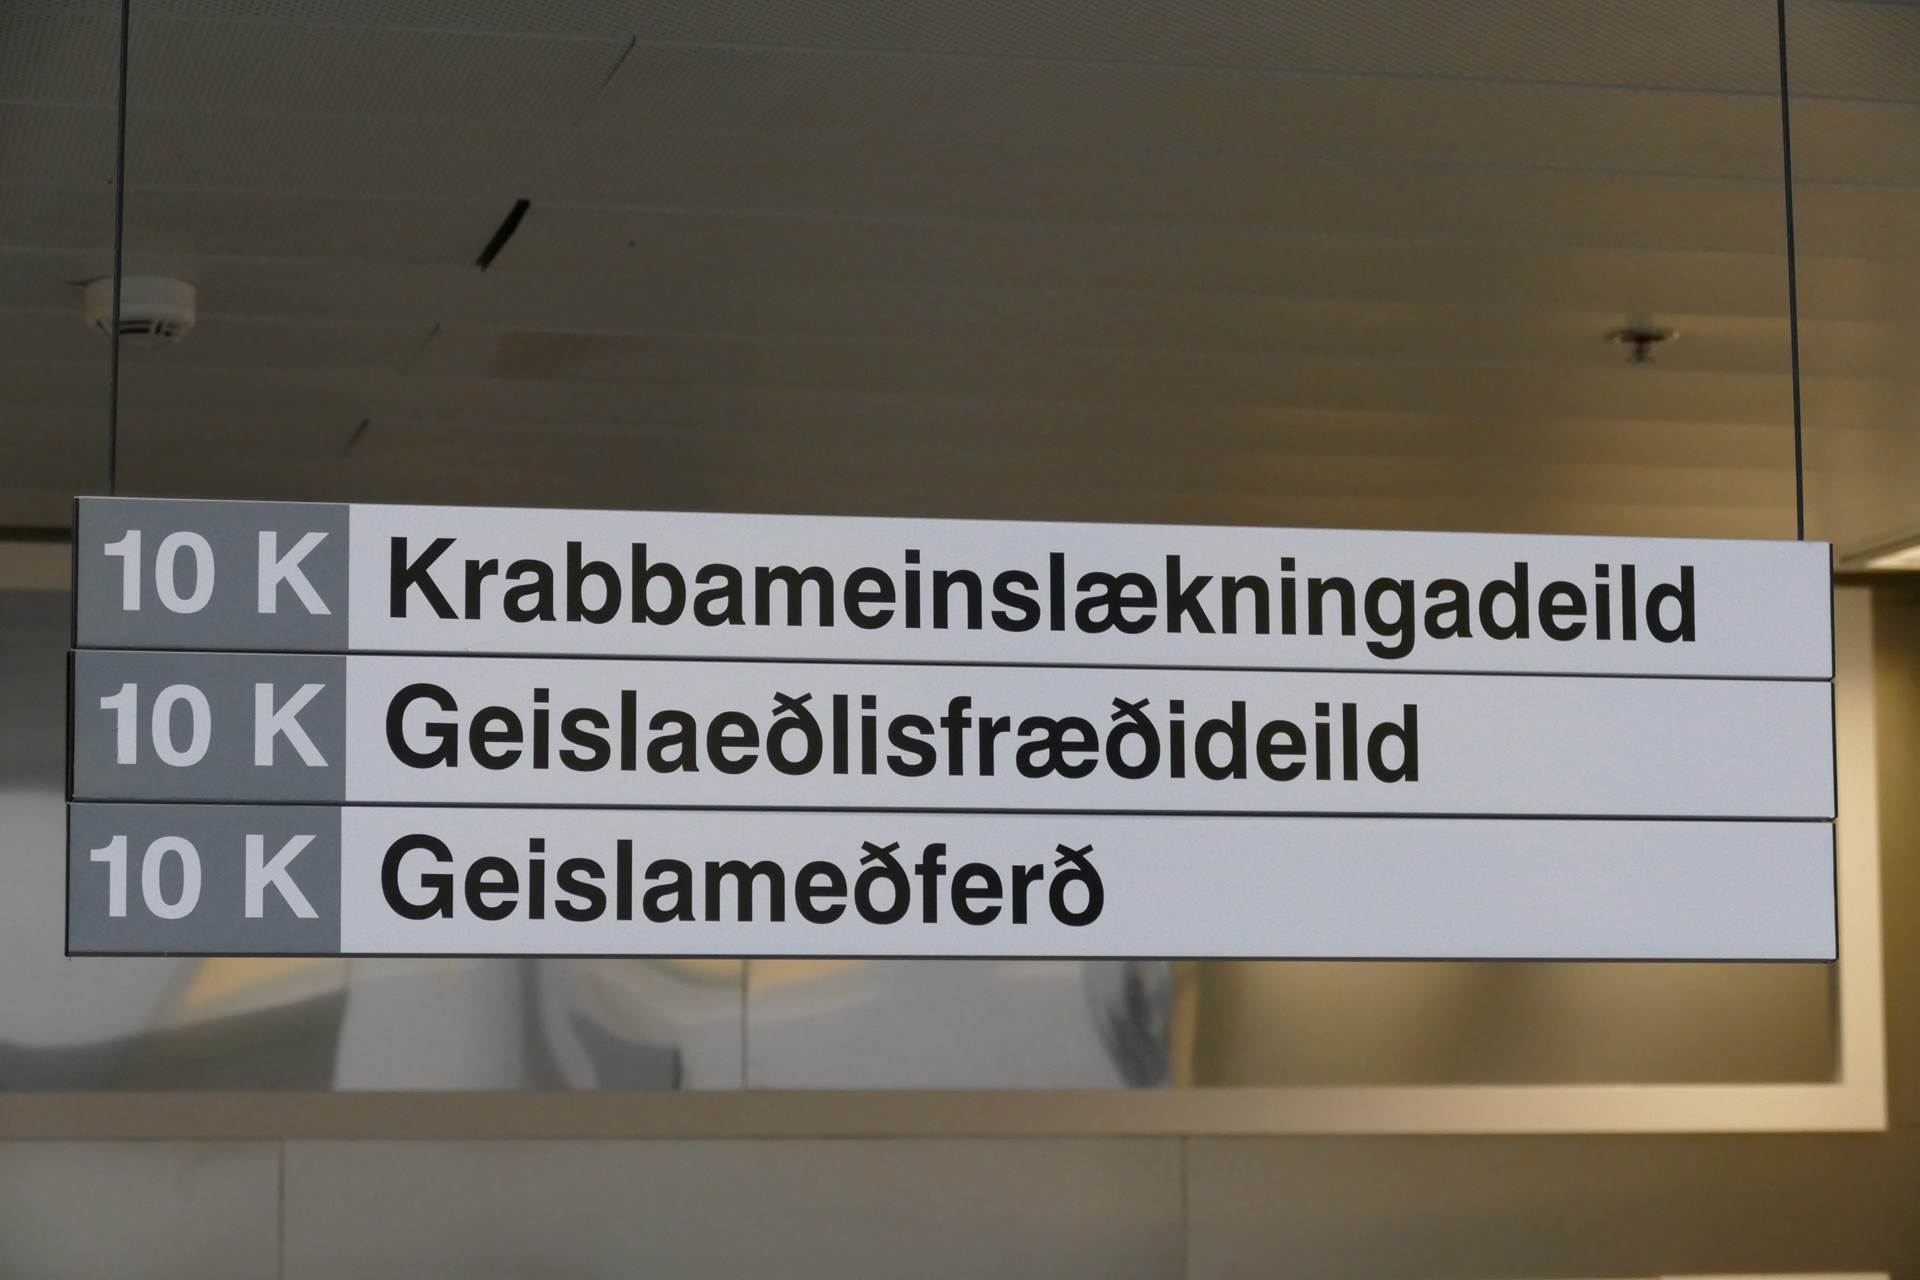 10 K Krabbameinslækningadeild
10 K Geislaeðlisfræðideild
10 K Geislameðferð